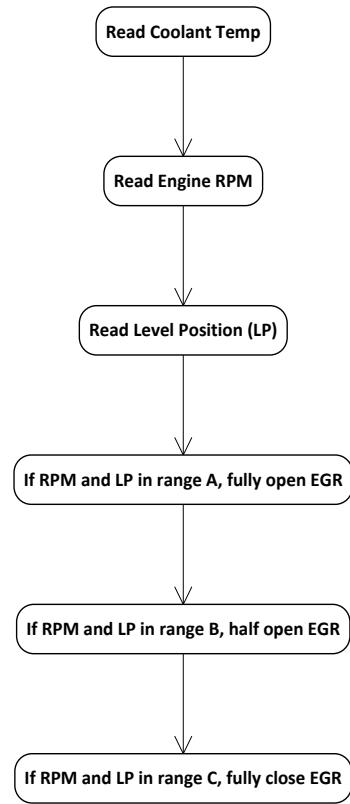 Read Coolant Temp
Read Engine RPM
Read Level Position (LP)
If RPM and LP in range A, fully open EGR
If RPM and LP in range B, half open EGR
If RPM and LP in range C, fully close EGR